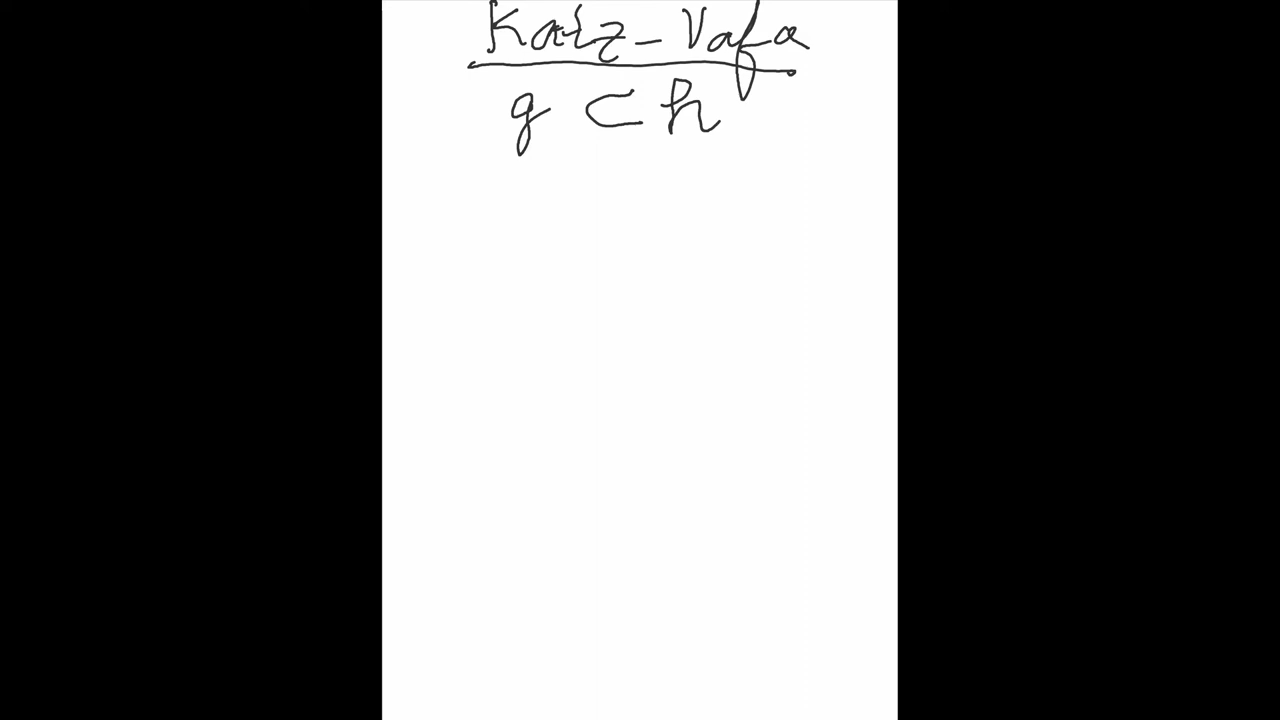 Katz - Vafa
g ⊂ h